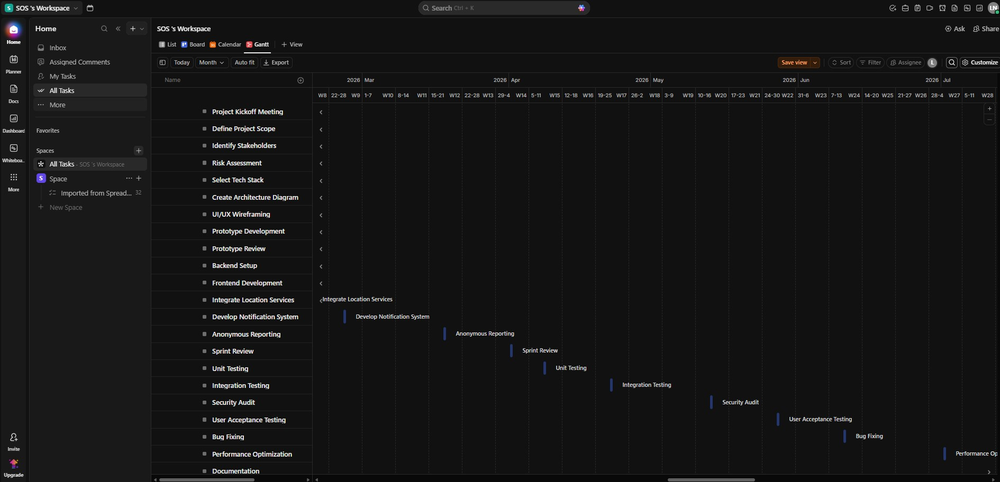 S SOS 's Workspace
Search Ctrl + K
LN
Home
Planner
Docs
Dashboard
Whiteboa..
More
Invite
Upgrade
Home
Inbox
Assigned Comments
My Tasks
All Tasks
More
Favorites
Spaces
All Tasks - SOS 's Workspace
S Space
Imported from Spread... 32
New Space
SOS 's Workspace
Ask Share
List Board Calendar Gantt View
Today Month Auto fit Export
Save view Sort Filter Assignee L Customize
Name
2026 Mar 2026 Apr 2026 May 2026 Jun 2026 Jul
W8 22-28 W9 1-7 W10 8-14 W11 15-21 W12 22-28 W13 29-4 W14 5-11 W15 12-18 W16 19-25 W17 26-2 W18 3-9 W19 10-16 W20 17-23 W21 24-30 W22 31-6 W23 7-13 W24 14-20 W25 21-27 W26 28-4 W27 5-11 W28
Project Kickoff Meeting
Define Project Scope
Identify Stakeholders
Risk Assessment
Select Tech Stack
Create Architecture Diagram
UI/UX Wireframing
Prototype Development
Prototype Review
Backend Setup
Frontend Development
Integrate Location Services Integrate Location Services
Develop Notification System Develop Notification System
Anonymous Reporting Anonymous Reporting
Sprint Review Sprint Review
Unit Testing Unit Testing
Integration Testing Integration Testing
Security Audit Security Audit
User Acceptance Testing User Acceptance Testing
Bug Fixing Bug Fixing
Performance Optimization Performance Op
Documentation